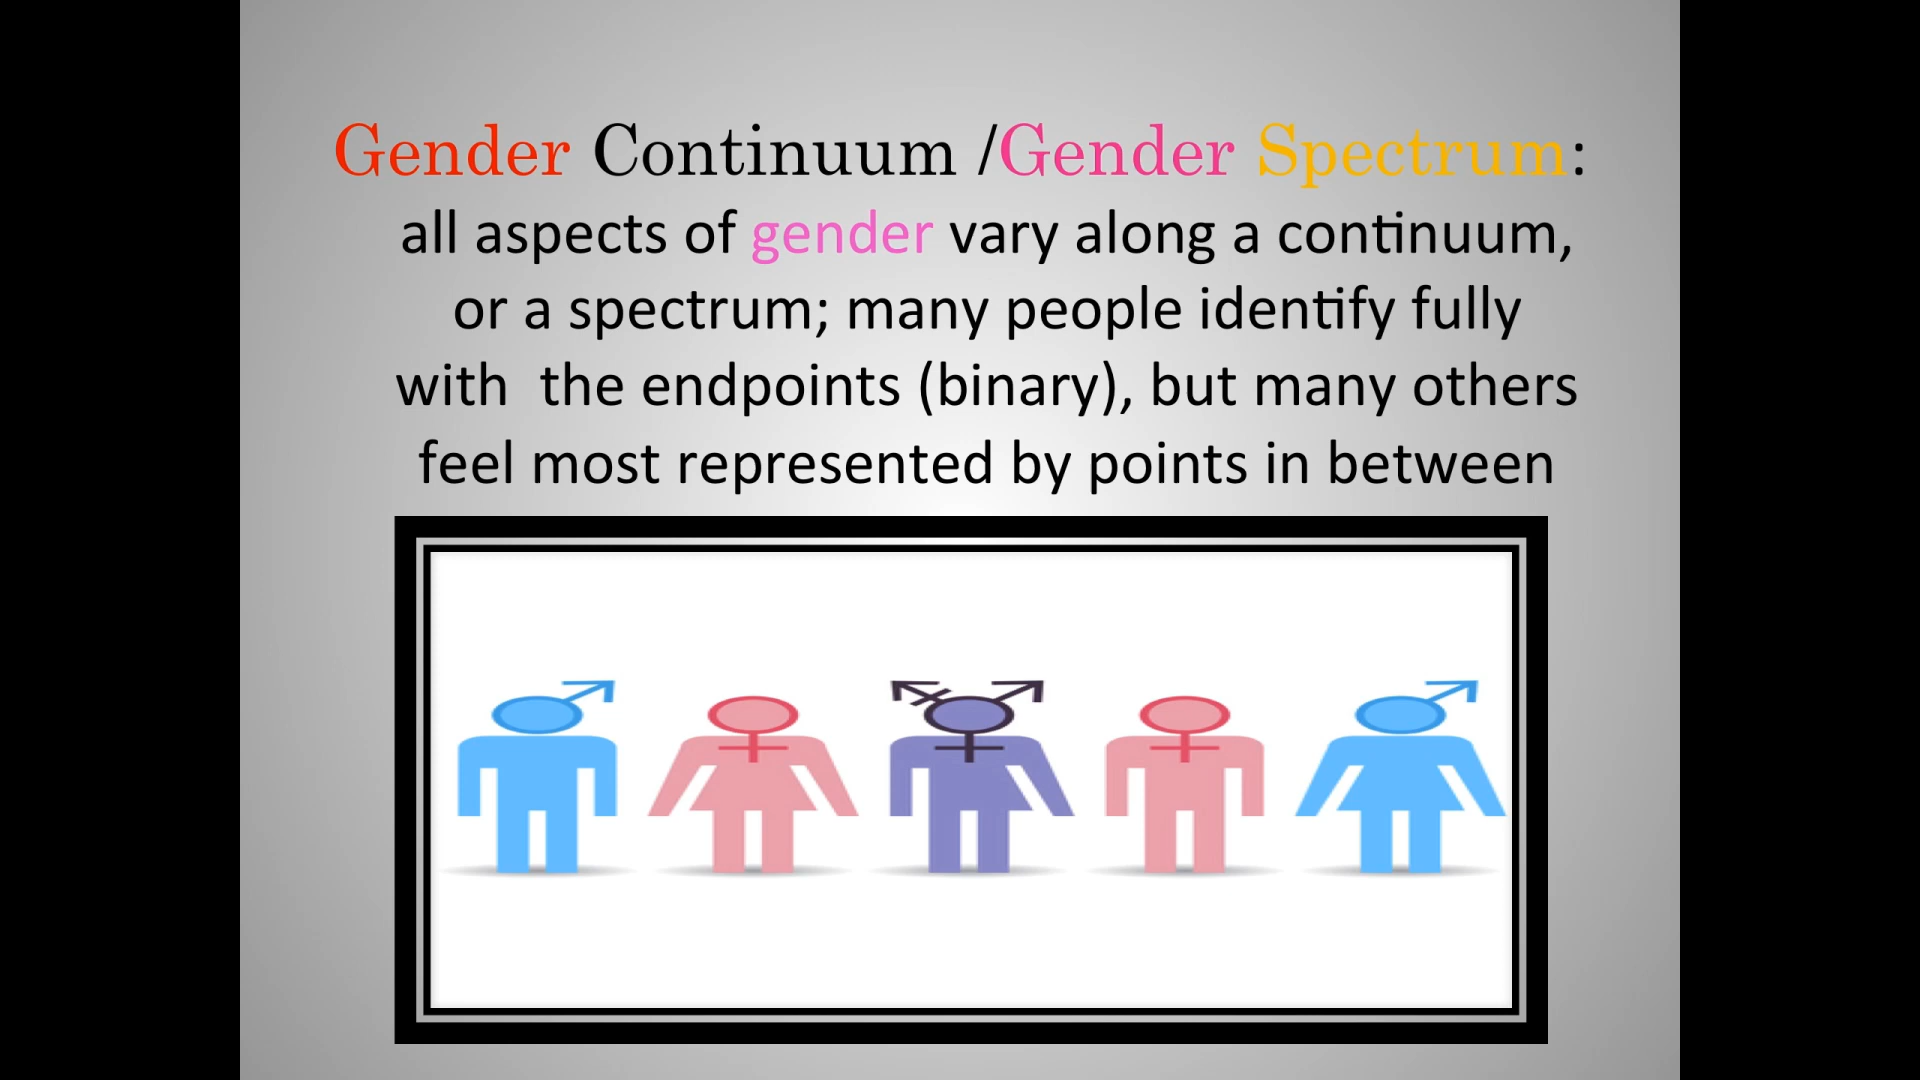 Gender Continuum /Gender Spectrum:
all aspects of gender vary along a continuum,
or a spectrum; many people identify fully
with  the endpoints (binary), but many others
feel most represented by points in between